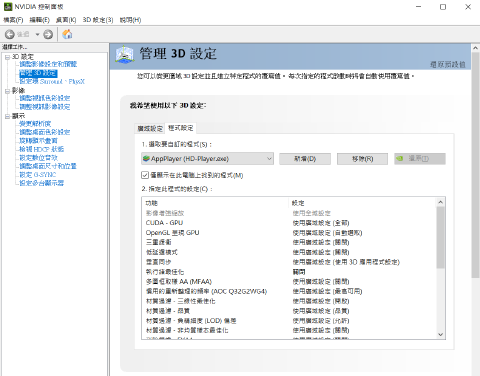 NVIDIA 控制面板
檔案(F) 編輯(E) 桌面(K) 3D 設定(3) 說明(H)
選擇工作...
3D 設定
調整影像設定和預覽
管理 3D 設定
設定環 Surround、PhysX
影像
調整視訊色彩設定
調整視訊影像設定
顯示
變更解析度
調整桌面色彩設定
旋轉顯示畫面
檢視 HDCP 狀態
設定數位音效
調整桌面尺寸和位置
設定 G-SYNC
設定多台顯示器
管理 3D 設定
還原預設值
您可以變更廣域 3D 設定並且建立特定程式的覆寫值。每次指定的程式啟動時將會自動使用覆寫值。
我希望使用以下 3D 設定:
廣域設定 程式設定
1. 選取要自訂的程式(S)：
AppPlayer (HD-Player.exe) 新增(D) 移除(R) 還原(T)
僅顯示在此電腦上找到的程式(M)
2. 指定此程式的設定(C)：
功能 設定
影像銳化 使用全域設定
CUDA - GPU 使用廣域設定 (全部)
OpenGL 呈現 GPU 使用廣域設定 (自動選取)
三重緩衝 使用廣域設定 (關閉)
低延遲模式 使用廣域設定 (關閉)
垂直同步 使用廣域設定 (使用 3D 應用程式設定)
執行緒最佳化 關閉
多重框取樣 AA (MFAA) 使用廣域設定 (關閉)
慣用的重新整理頻率 (AOC Q32G2WG4) 使用廣域設定 (最高可用)
材質過濾 - 三線性最佳化 使用廣域設定 (開啟)
材質過濾 - 品質 使用廣域設定 (品質)
材質過濾 - 負構細度 (LOD) 偏差 使用廣域設定 (允許)
材質過濾 - 非均質樣本最佳化 使用廣域設定 (關閉)